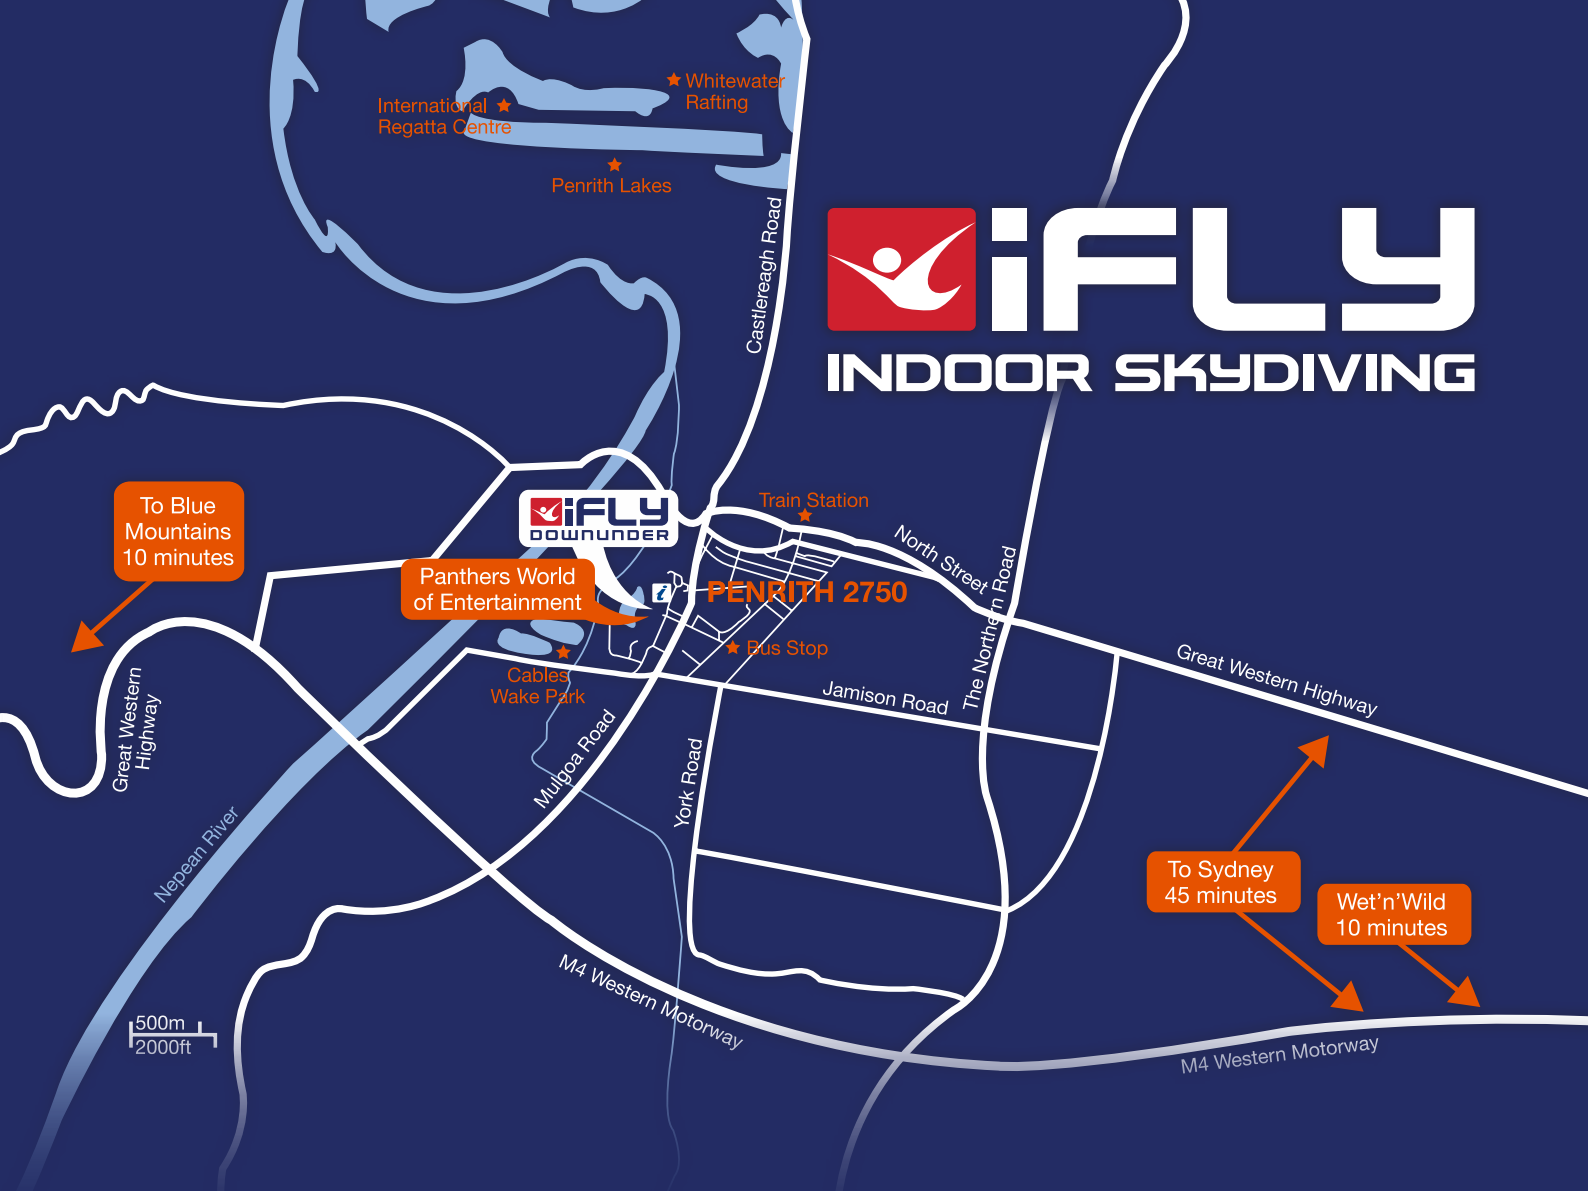 Whitewater
Rafting
International
Regatta Centre
Penrith Lakes
Castlereagh Road
iFLY
INDOOR SKYDIVING
To Blue
Mountains
10 minutes
iFLY
DOWNUNDER
Train Station
North Street
Panthers World
of Entertainment
i
PENRITH 2750
The Northern Road
Bus Stop
Great Western Highway
Cables
Wake Park
Jamison Road
Great Western
Highway
Mulgoa Road
York Road
Nepean River
To Sydney
45 minutes
Wet’n’Wild
10 minutes
M4 Western Motorway
500m
2000ft
M4 Western Motorway